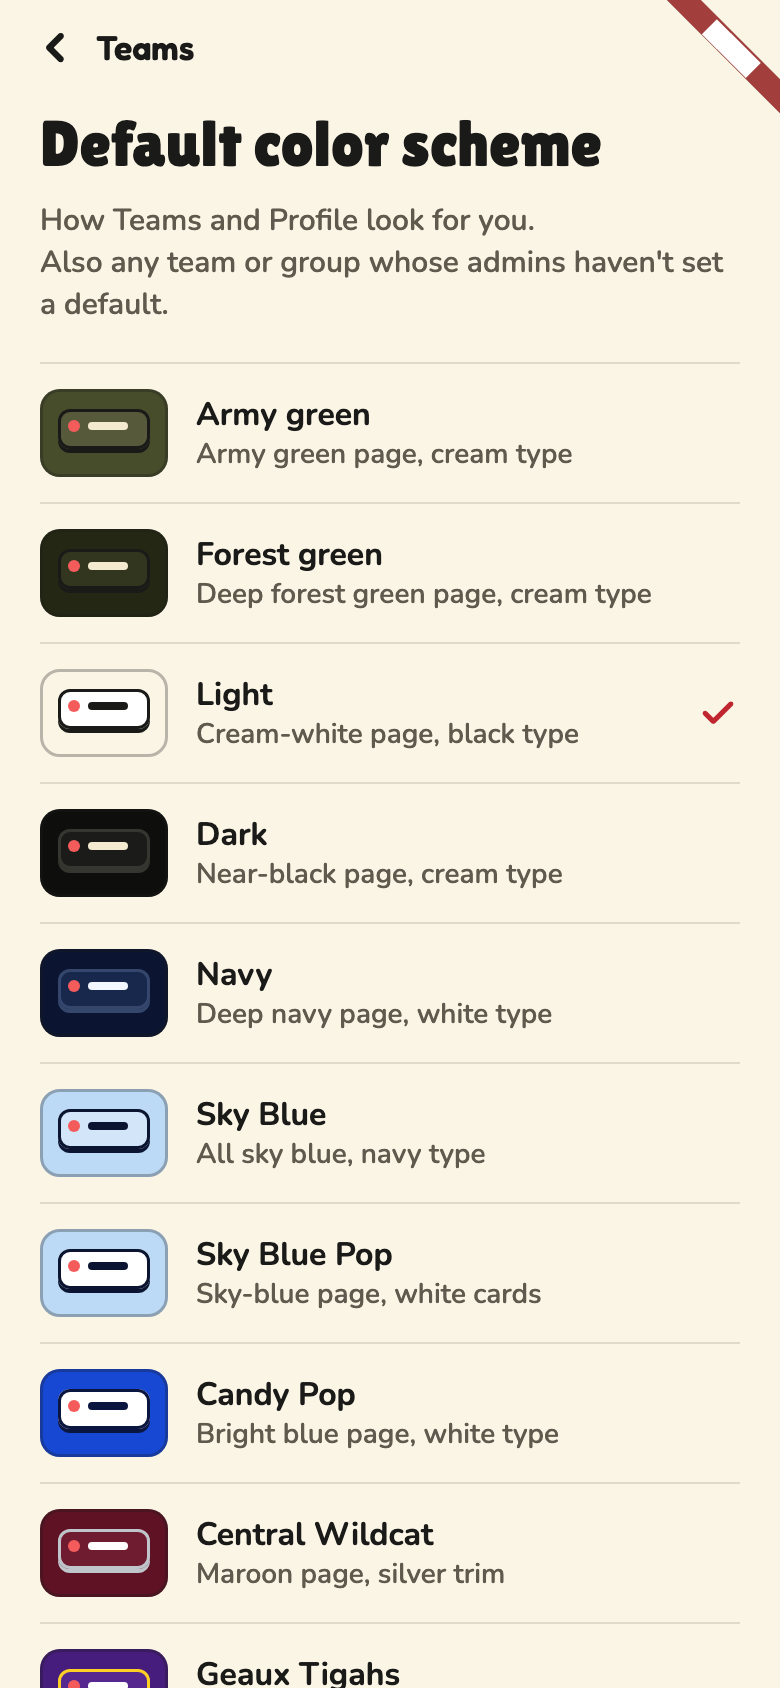 Teams
Default color scheme
How Teams and Profile look for you.
Also any team or group whose admins haven't set
a default.
Army green
Army green page, cream type
Forest green
Deep forest green page, cream type
Light
Cream-white page, black type
Dark
Near-black page, cream type
Navy
Deep navy page, white type
Sky Blue
All sky blue, navy type
Sky Blue Pop
Sky-blue page, white cards
Candy Pop
Bright blue page, white type
Central Wildcat
Maroon page, silver trim
Geaux Tigahs